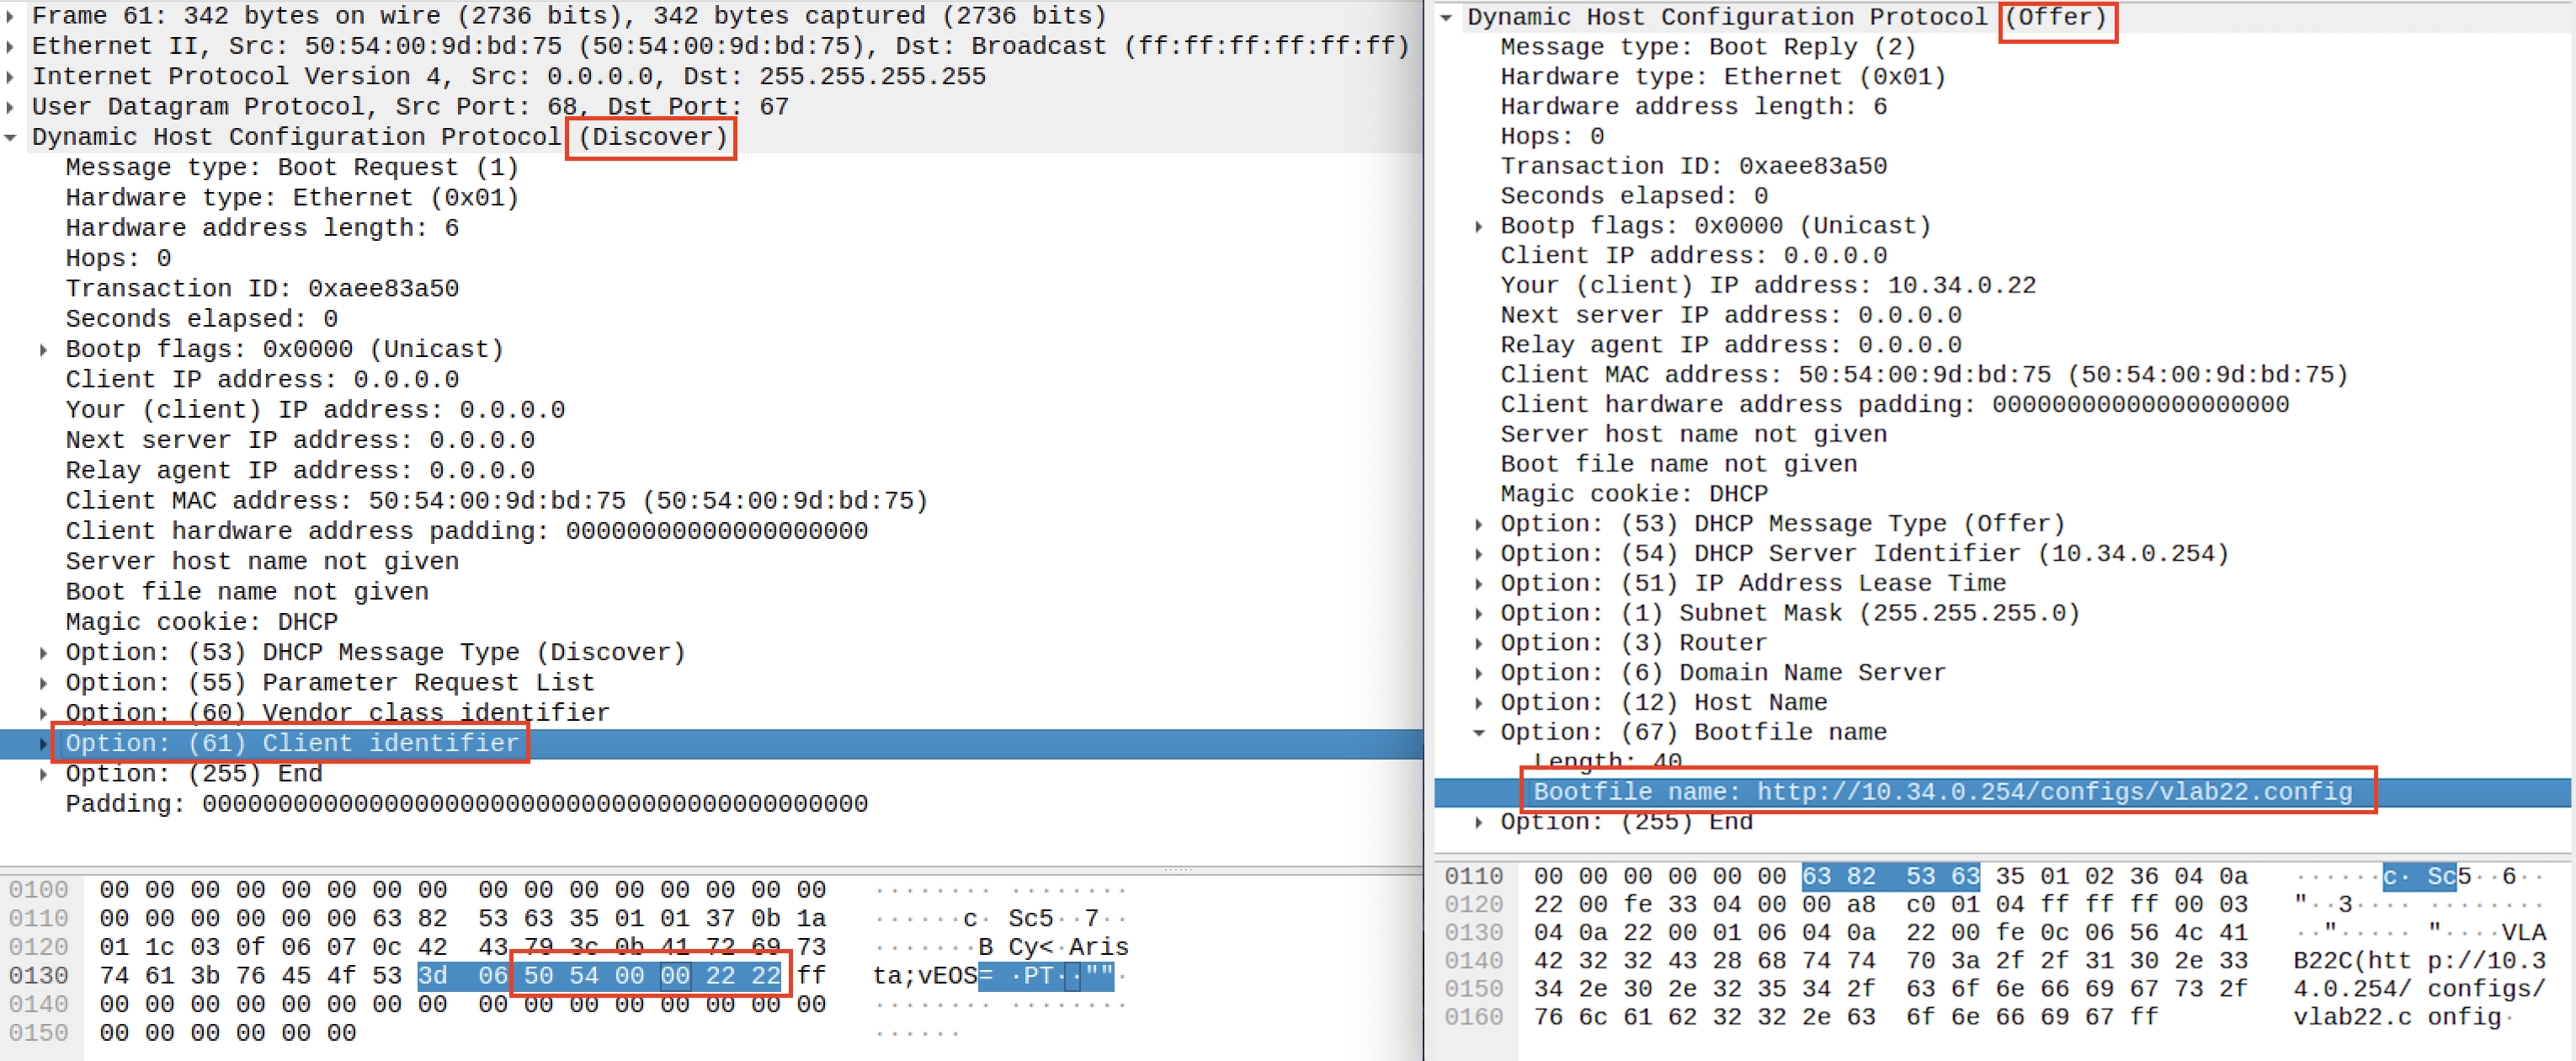 Frame 61: 342 bytes on wire (2736 bits), 342 bytes captured (2736 bits)
Ethernet II, Src: 50:54:00:9d:bd:75 (50:54:00:9d:bd:75), Dst: Broadcast (ff:ff:ff:ff:ff:ff)
Internet Protocol Version 4, Src: 0.0.0.0, Dst: 255.255.255.255
User Datagram Protocol, Src Port: 68, Dst Port: 67
Dynamic Host Configuration Protocol (Discover)
Message type: Boot Request (1)
Hardware type: Ethernet (0x01)
Hardware address length: 6
Hops: 0
Transaction ID: 0xaee83a50
Seconds elapsed: 0
Bootp flags: 0x0000 (Unicast)
Client IP address: 0.0.0.0
Your (client) IP address: 0.0.0.0
Next server IP address: 0.0.0.0
Relay agent IP address: 0.0.0.0
Client MAC address: 50:54:00:9d:bd:75 (50:54:00:9d:bd:75)
Client hardware address padding: 00000000000000000000
Server host name not given
Boot file name not given
Magic cookie: DHCP
Option: (53) DHCP Message Type (Discover)
Option: (55) Parameter Request List
Option: (60) Vendor class identifier
Option: (61) Client identifier
Option: (255) End
Padding: 00000000000000000000000000000000000000000000
0100 00 00 00 00 00 00 00 00 00 00 00 00 00 00 00 00 ········ ········
0110 00 00 00 00 00 00 63 82 53 63 35 01 01 37 0b 1a ······c· Sc5··7··
0120 01 1c 03 0f 06 07 0c 42 43 79 3c 0b 41 72 69 73 ·······B Cy<·Aris
0130 74 61 3b 76 45 4f 53 3d 06 50 54 00 00 22 22 ff ta;vEOS= ·PT··""·
0140 00 00 00 00 00 00 00 00 00 00 00 00 00 00 00 00 ········ ········
0150 00 00 00 00 00 00 ······
Dynamic Host Configuration Protocol (Offer)
Message type: Boot Reply (2)
Hardware type: Ethernet (0x01)
Hardware address length: 6
Hops: 0
Transaction ID: 0xaee83a50
Seconds elapsed: 0
Bootp flags: 0x0000 (Unicast)
Client IP address: 0.0.0.0
Your (client) IP address: 10.34.0.22
Next server IP address: 0.0.0.0
Relay agent IP address: 0.0.0.0
Client MAC address: 50:54:00:9d:bd:75 (50:54:00:9d:bd:75)
Client hardware address padding: 00000000000000000000
Server host name not given
Boot file name not given
Magic cookie: DHCP
Option: (53) DHCP Message Type (Offer)
Option: (54) DHCP Server Identifier (10.34.0.254)
Option: (51) IP Address Lease Time
Option: (1) Subnet Mask (255.255.255.0)
Option: (3) Router
Option: (6) Domain Name Server
Option: (12) Host Name
Option: (67) Bootfile name
Length: 40
Bootfile name: http://10.34.0.254/configs/vlab22.config
Option: (255) End
0110 00 00 00 00 00 00 63 82 53 63 35 01 02 36 04 0a ······c· Sc5··6··
0120 22 00 fe 33 04 00 00 a8 c0 01 04 ff ff ff 00 03 "··3···· ········
0130 04 0a 22 00 01 06 04 0a 22 00 fe 0c 06 56 4c 41 ··"····· "····VLA
0140 42 32 32 43 28 68 74 74 70 3a 2f 2f 31 30 2e 33 B22C(htt p://10.3
0150 34 2e 30 2e 32 35 34 2f 63 6f 6e 66 69 67 73 2f 4.0.254/ configs/
0160 76 6c 61 62 32 32 2e 63 6f 6e 66 69 67 ff vlab22.c onfig·